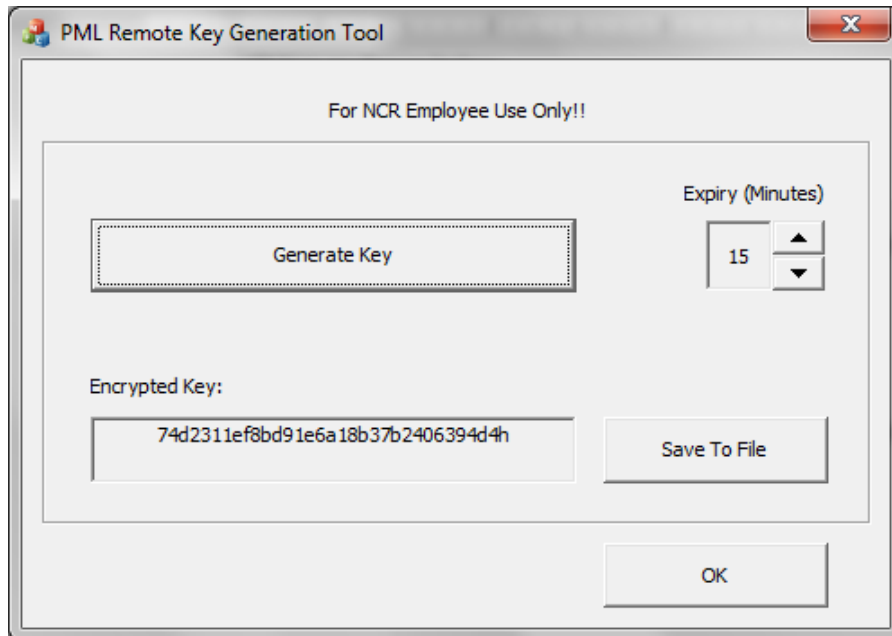 PML Remote Key Generation Tool
For NCR Employee Use Only!!
Expiry (Minutes)
Generate Key
15
Encrypted Key:
74d2311ef8bd91e6a18b37b2406394d4h
Save To File
OK